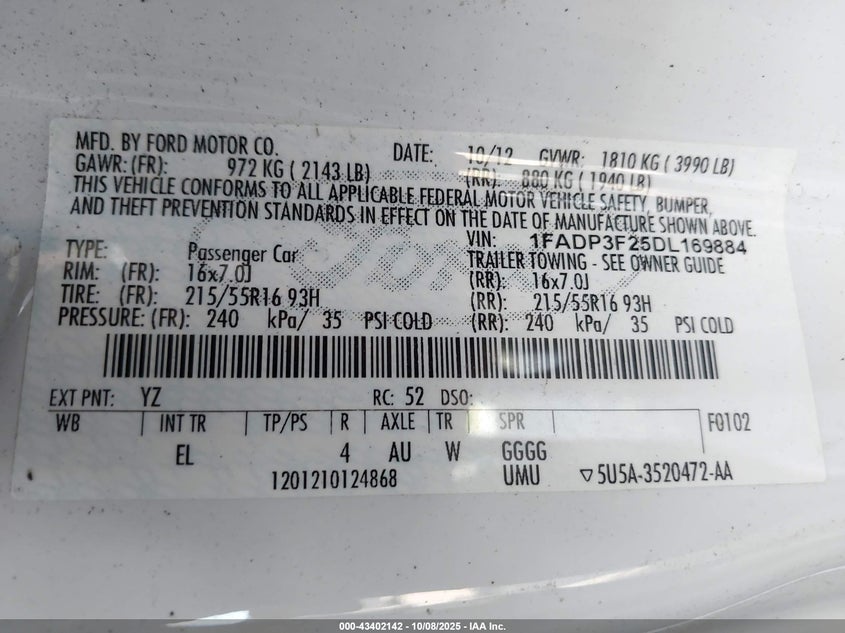 MFD. BY FORD MOTOR CO. DATE: 10/12 GVWR: 1810 KG ( 3990 LB)
GAWR: (FR): 972 KG ( 2143 LB) (RR): 880 KG ( 1940 LB)
THIS VEHICLE CONFORMS TO ALL APPLICABLE FEDERAL MOTOR VEHICLE SAFETY, BUMPER,
AND THEFT PREVENTION STANDARDS IN EFFECT ON THE DATE OF MANUFACTURE SHOWN ABOVE.
VIN: 1FADP3F25DL169884
TYPE: Passenger Car TRAILER TOWING - SEE OWNER GUIDE
RIM: (FR): 16x7.0J (RR): 16x7.0J
TIRE: (FR): 215/55R16 93H (RR): 215/55R16 93H
PRESSURE: (FR): 240 kPa/ 35 PSI COLD (RR): 240 kPa/ 35 PSI COLD
EXT PNT: YZ RC: 52 DSO:
WB INT TR TP/PS R AXLE TR SPR F0102
EL 4 AU W GGGG
1201210124868 UMU ▽5U5A-3520472-AA
000-43402142 - 10/08/2025 - IAA Inc.